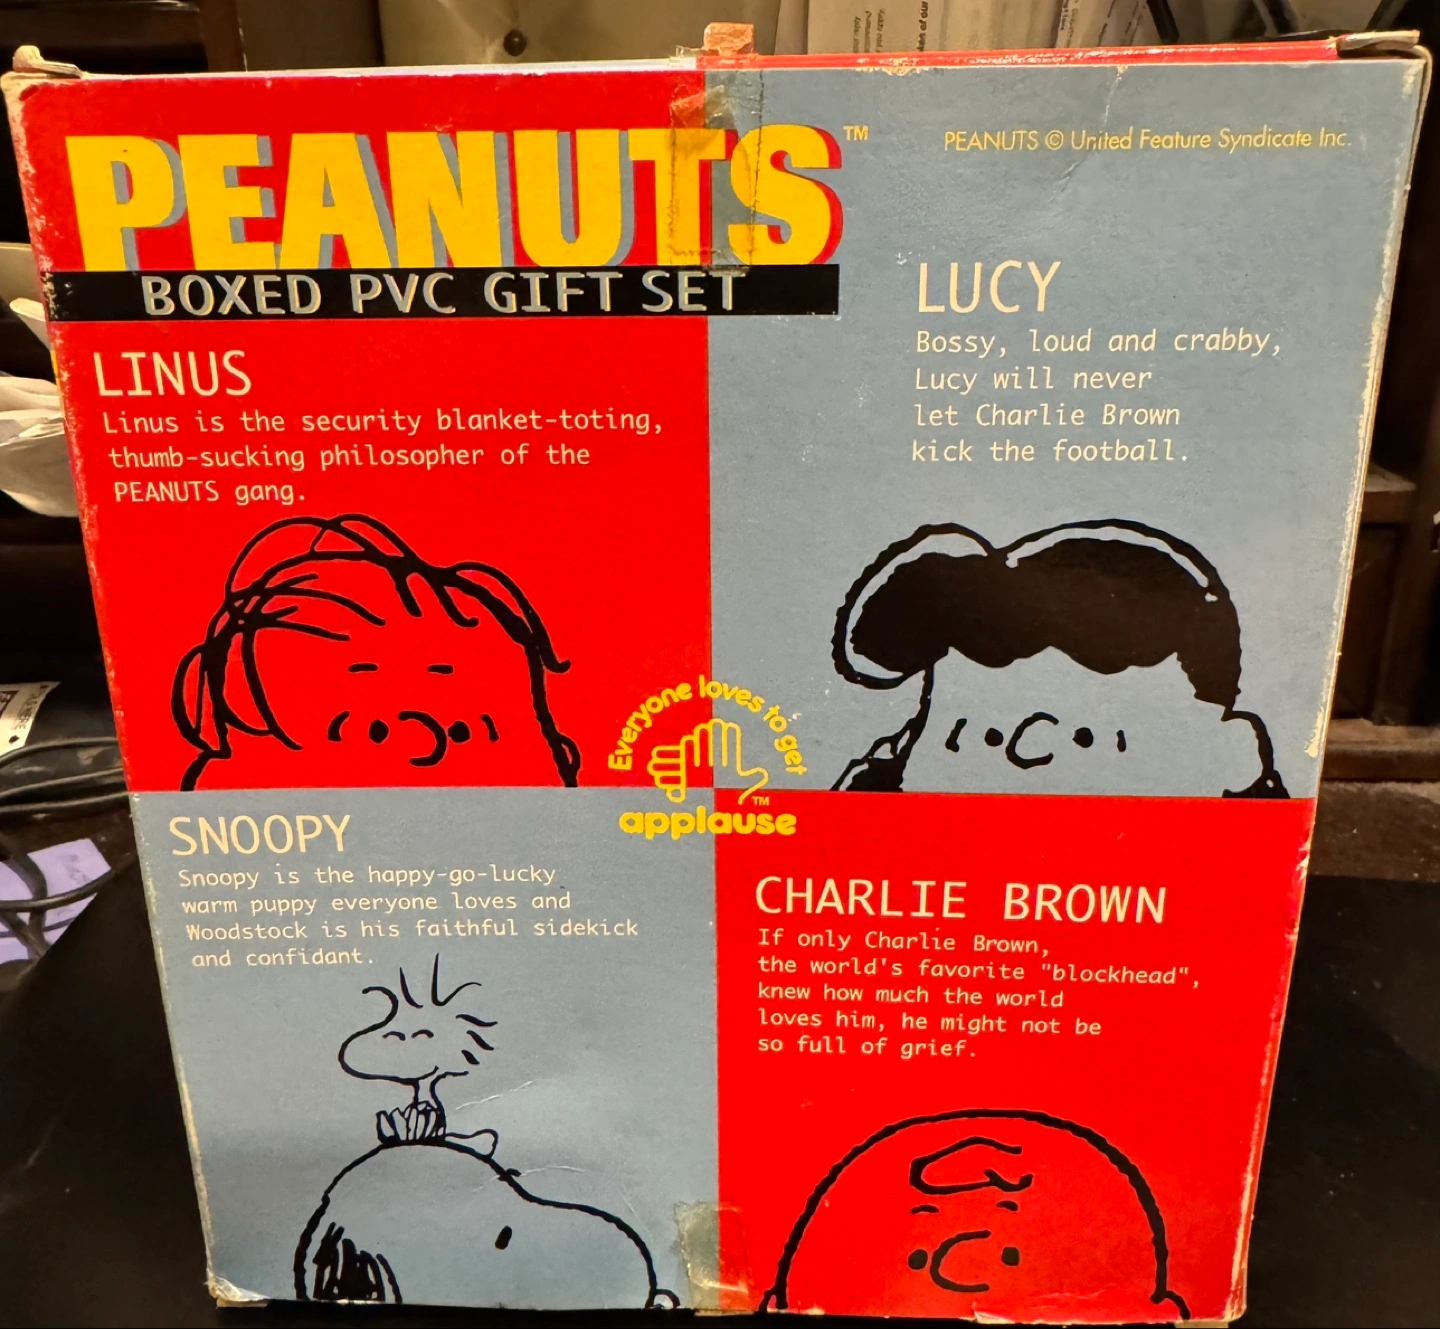 PEANUTS™
BOXED PVC GIFT SET
PEANUTS © United Feature Syndicate Inc.
LINUS
Linus is the security blanket-toting,
thumb-sucking philosopher of the
PEANUTS gang.
LUCY
Bossy, loud and crabby,
Lucy will never
let Charlie Brown
kick the football.
Everyone loves to get
applause™
SNOOPY
Snoopy is the happy-go-lucky
warm puppy everyone loves and
Woodstock is his faithful sidekick
and confidant.
CHARLIE BROWN
If only Charlie Brown,
the world's favorite "blockhead",
knew how much the world
loves him, he might not be
so full of grief.